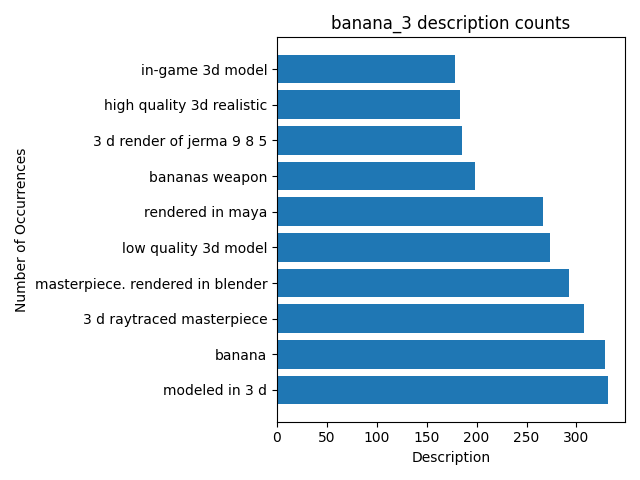 banana_3 description counts
Number of Occurrences
in-game 3d model
high quality 3d realistic
3 d render of jerma 9 8 5
bananas weapon
rendered in maya
low quality 3d model
masterpiece. rendered in blender
3 d raytraced masterpiece
banana
modeled in 3 d
0 50 100 150 200 250 300
Description